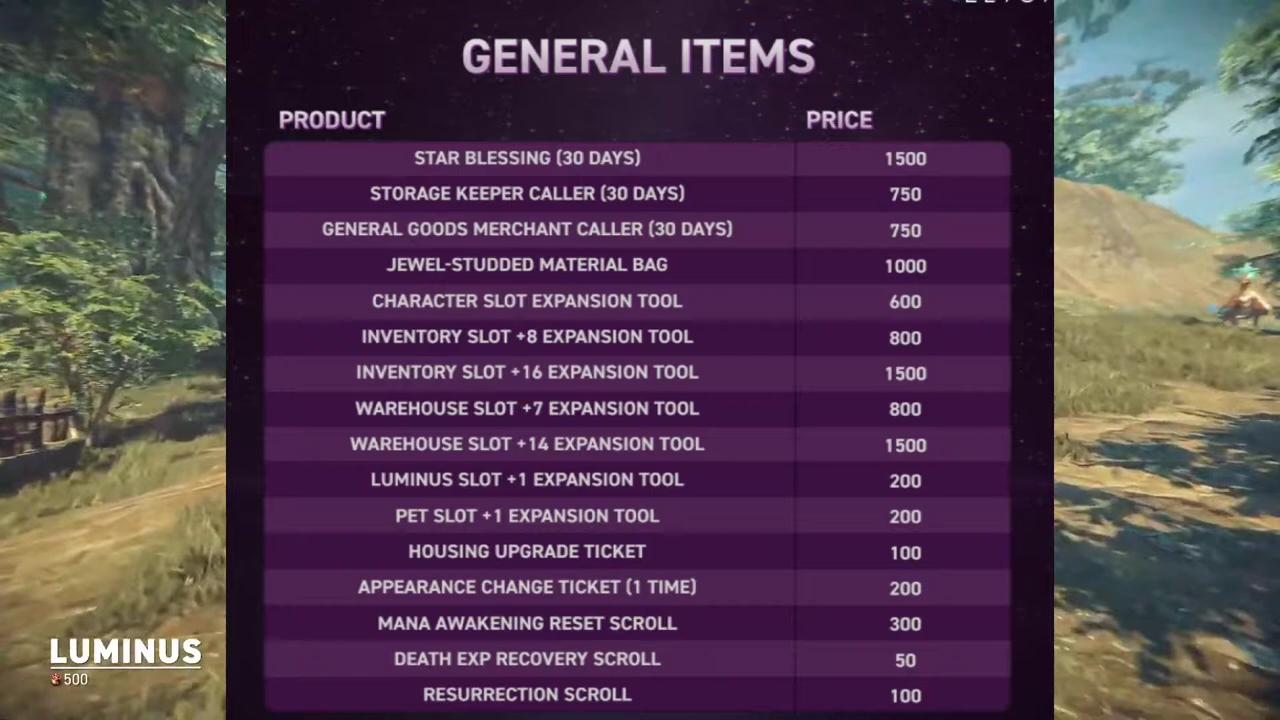 GENERAL ITEMS
PRODUCT PRICE
STAR BLESSING (30 DAYS) 1500
STORAGE KEEPER CALLER (30 DAYS) 750
GENERAL GOODS MERCHANT CALLER (30 DAYS) 750
JEWEL-STUDDED MATERIAL BAG 1000
CHARACTER SLOT EXPANSION TOOL 600
INVENTORY SLOT +8 EXPANSION TOOL 800
INVENTORY SLOT +16 EXPANSION TOOL 1500
WAREHOUSE SLOT +7 EXPANSION TOOL 800
WAREHOUSE SLOT +14 EXPANSION TOOL 1500
LUMINUS SLOT +1 EXPANSION TOOL 200
PET SLOT +1 EXPANSION TOOL 200
HOUSING UPGRADE TICKET 100
APPEARANCE CHANGE TICKET (1 TIME) 200
MANA AWAKENING RESET SCROLL 300
DEATH EXP RECOVERY SCROLL 50
RESURRECTION SCROLL 100
LUMINUS
500